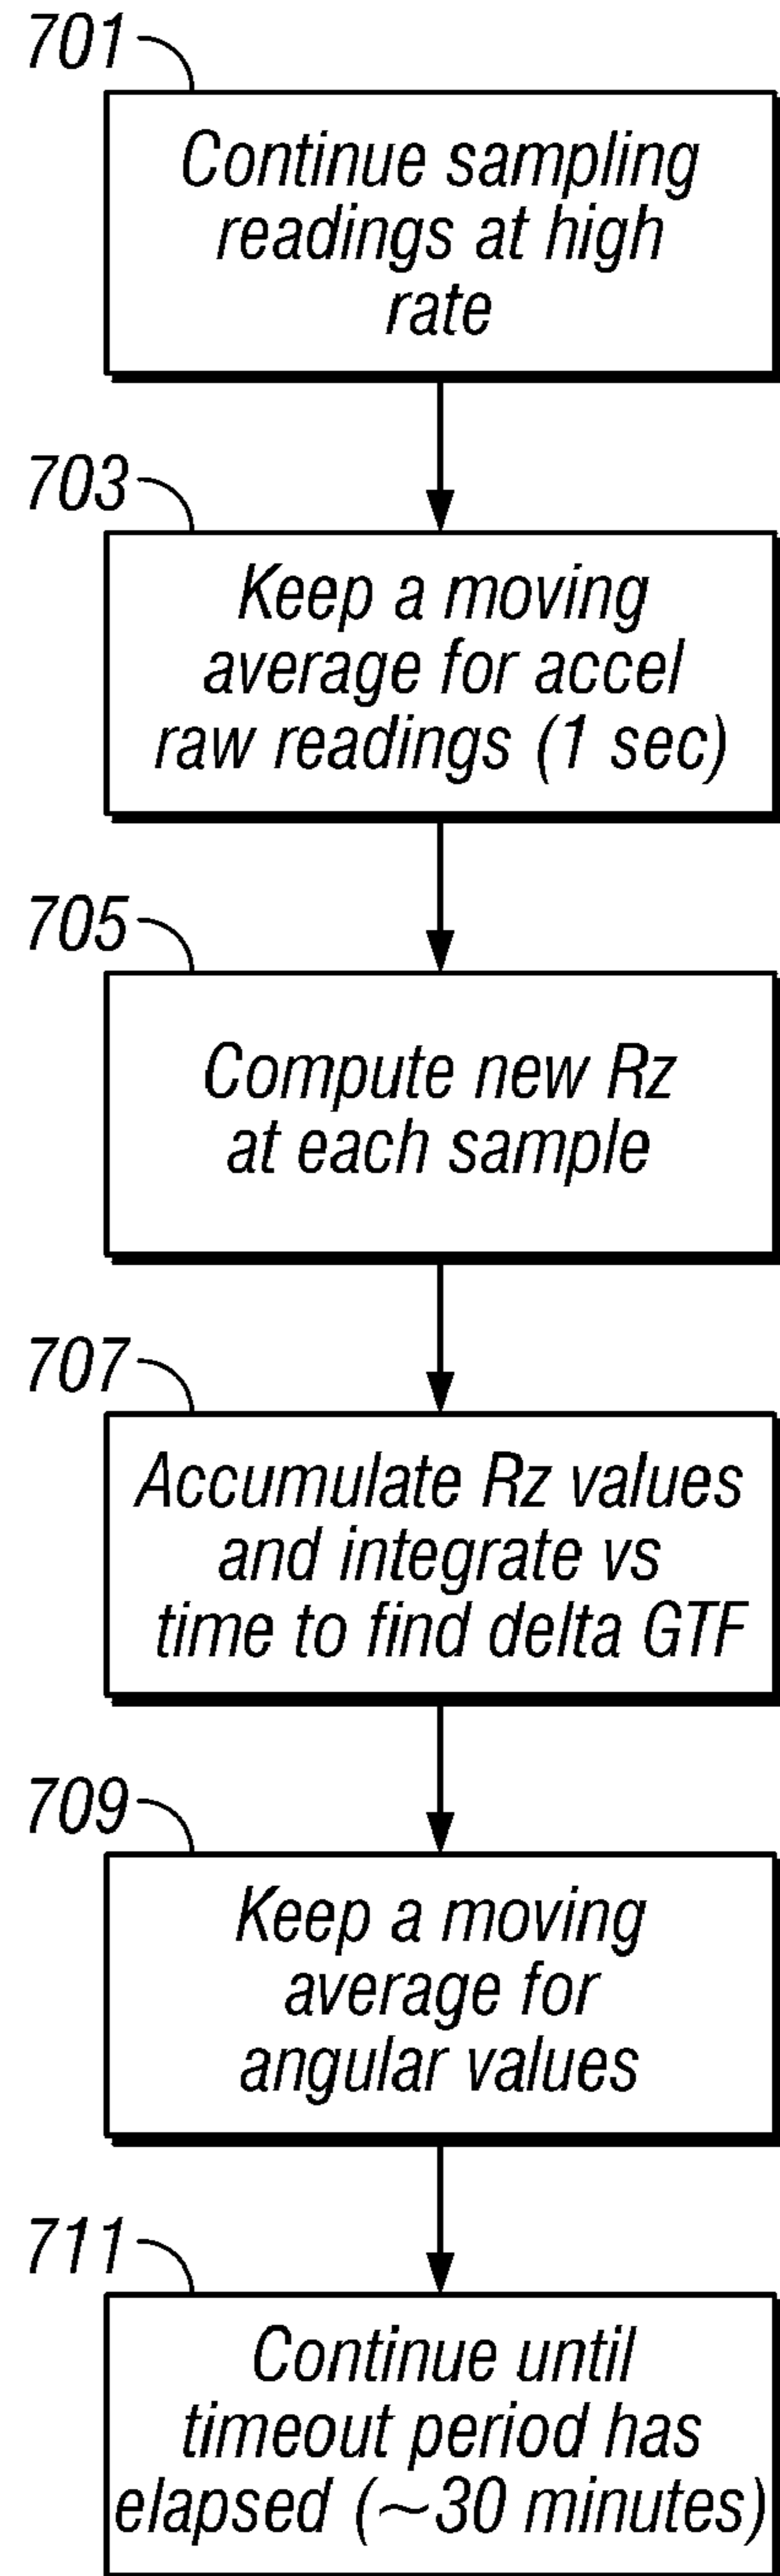 701
Continue sampling
readings at high
rate
703
Keep a moving
average for accel
raw readings (1 sec)
705
Compute new Rz
at each sample
707
Accumulate Rz values
and integrate vs
time to find delta GTF
709
Keep a moving
average for
angular values
711
Continue until
timeout period has
elapsed (~30 minutes)